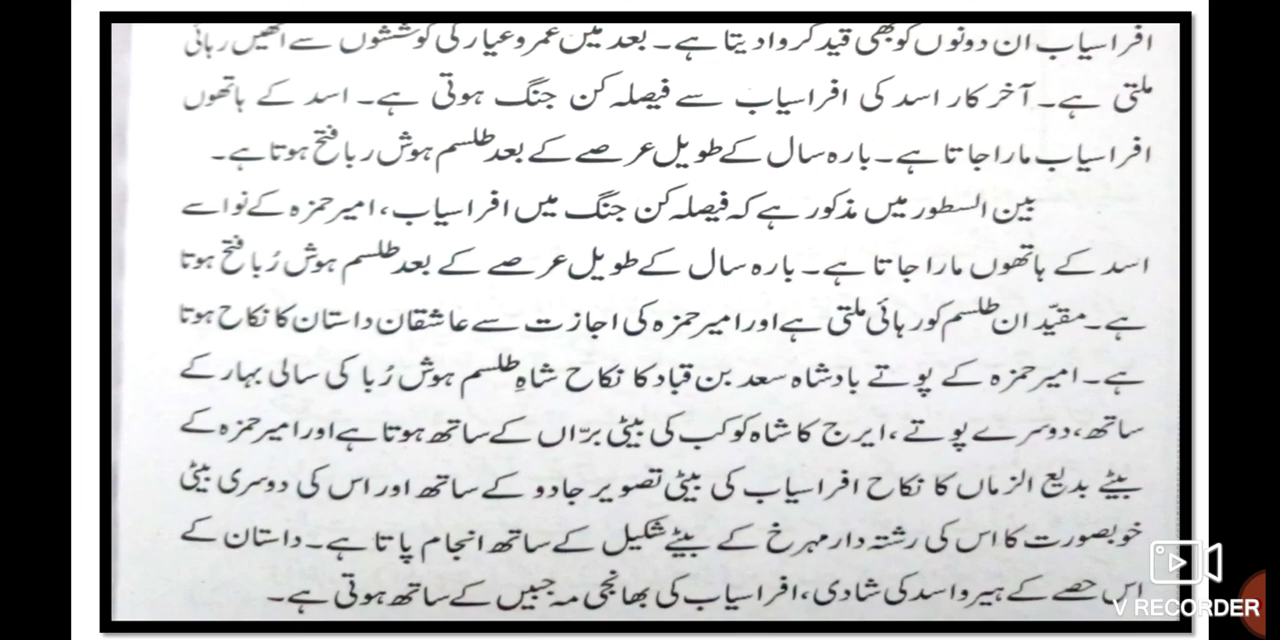 افراسیاب ان دونوں کو بھی قید کروا دیتا ہے۔ بعد میں عمرو عیار کی کوششوں سے انھیں رہائی
ملتی ہے۔ آخر کار اسد کی افراسیاب سے فیصلہ کن جنگ ہوتی ہے۔ اسد کے ہاتھوں
افراسیاب مارا جاتا ہے۔ بارہ سال کے طویل عرصے کے بعد طلسم ہوش ربا فتح ہوتا ہے۔
بین السطور میں مذکور ہے کہ فیصلہ کن جنگ میں افراسیاب، امیر حمزہ کے نواسے
اسد کے ہاتھوں مارا جاتا ہے۔ بارہ سال کے طویل عرصے کے بعد طلسم ہوش رُبا فتح ہوتا
ہے۔ مقیّد ان طلسم کو رہائی ملتی ہے اور امیر حمزہ کی اجازت سے عاشقان داستان کا نکاح ہوتا
ہے۔ امیر حمزہ کے پوتے بادشاہ سعد بن قباد کا نکاح شاہِ طلسم ہوش رُبا کی سالی بہار کے
ساتھ، دوسرے پوتے، ایرج کا شاہ کوکب کی بیٹی برّاں کے ساتھ ہوتا ہے اور امیر حمزہ کے
بیٹے بدیع الزماں کا نکاح افراسیاب کی بیٹی تصویر جادو کے ساتھ اور اس کی دوسری بیٹی
خوبصورت کا اس کی رشتہ دار مہرخ کے بیٹے شکیل کے ساتھ انجام پاتا ہے۔ داستان کے
اس حصے کے ہیرو اسد کی شادی، افراسیاب کی بھانجی مہ جبیں کے ساتھ ہوتی ہے۔
V RECORDER